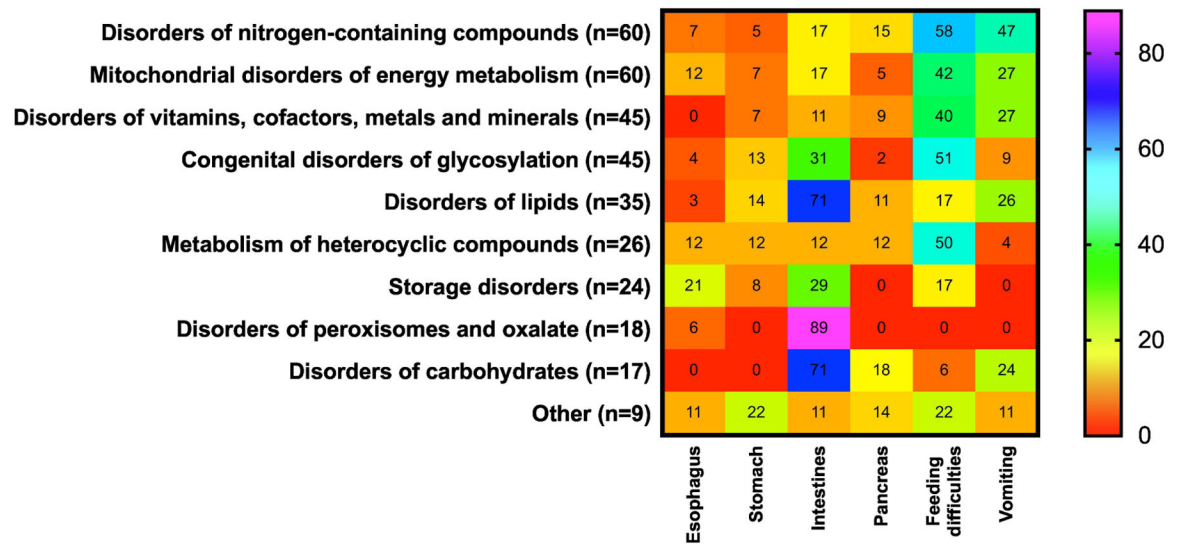 Disorders of nitrogen-containing compounds (n=60) 7 5 17 15 58 47
Mitochondrial disorders of energy metabolism (n=60) 12 7 17 5 42 27
Disorders of vitamins, cofactors, metals and minerals (n=45) 0 7 11 9 40 27
Congenital disorders of glycosylation (n=45) 4 13 31 2 51 9
Disorders of lipids (n=35) 3 14 71 11 17 26
Metabolism of heterocyclic compounds (n=26) 12 12 12 12 50 4
Storage disorders (n=24) 21 8 29 0 17 0
Disorders of peroxisomes and oxalate (n=18) 6 0 89 0 0 0
Disorders of carbohydrates (n=17) 0 0 71 18 6 24
Other (n=9) 11 22 11 14 22 11
Esophagus
Stomach
Intestines
Pancreas
Feeding
difficulties
Vomiting
80
60
40
20
0